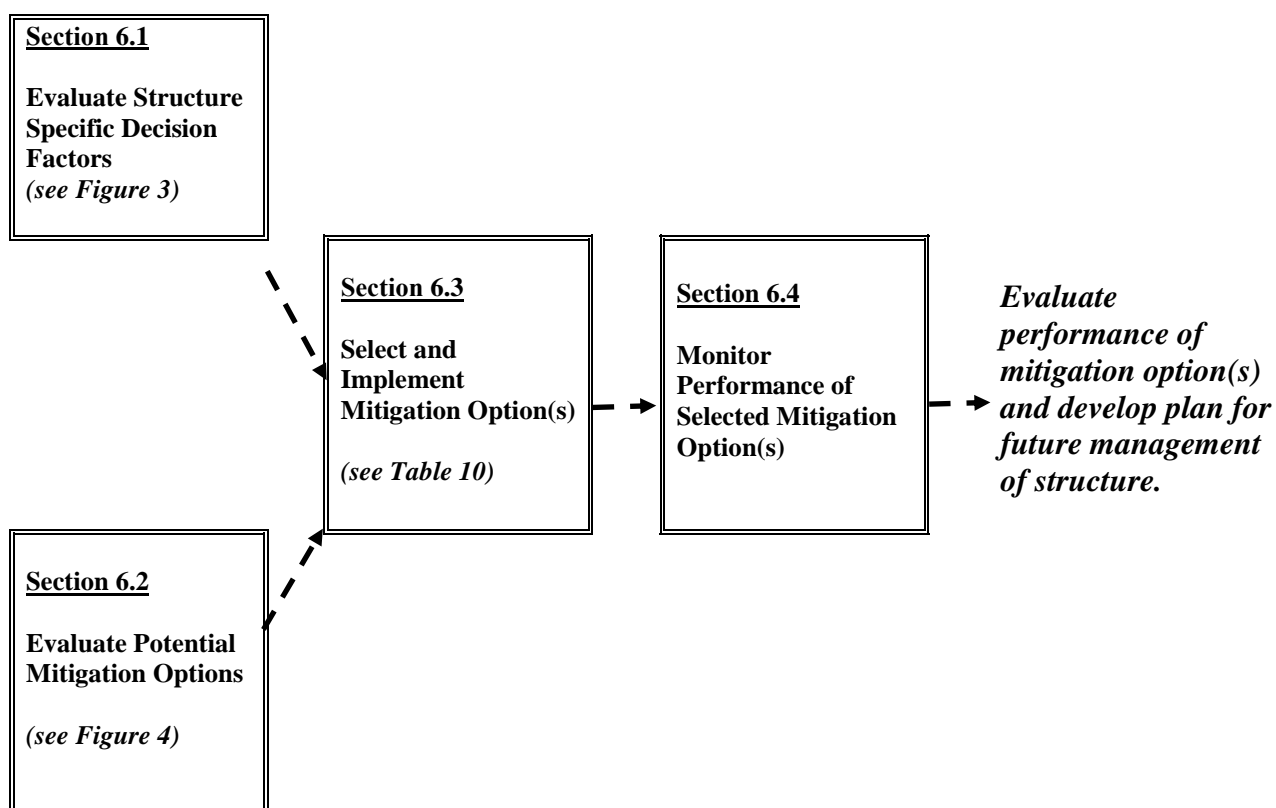 Section 6.1
Evaluate Structure
Specific Decision
Factors
(see Figure 3)
Section 6.2
Evaluate Potential
Mitigation Options
(see Figure 4)
Section 6.3
Select and
Implement
Mitigation Option(s)
(see Table 10)
Section 6.4
Monitor
Performance of
Selected Mitigation
Option(s)
Evaluate
performance of
mitigation option(s)
and develop plan for
future management
of structure.